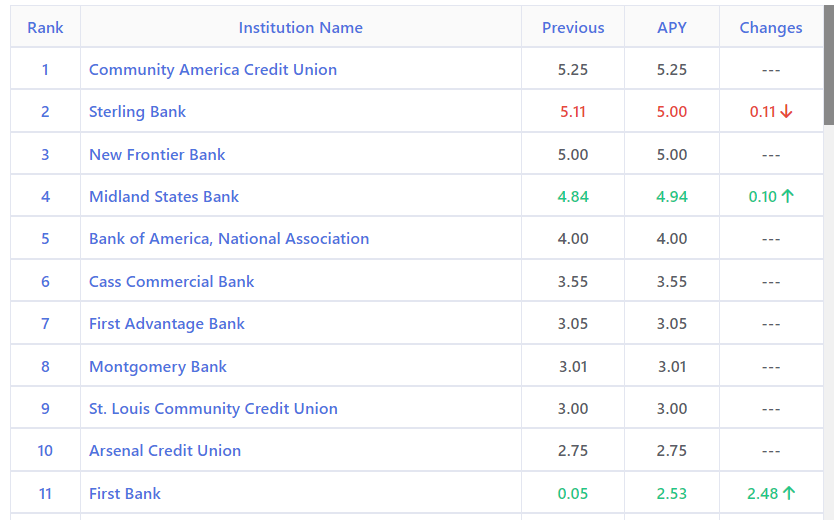 Rank Institution Name Previous APY Changes
1 Community America Credit Union 5.25 5.25 ---
2 Sterling Bank 5.11 5.00 0.11 ↓
3 New Frontier Bank 5.00 5.00 ---
4 Midland States Bank 4.84 4.94 0.10 ↑
5 Bank of America, National Association 4.00 4.00 ---
6 Cass Commercial Bank 3.55 3.55 ---
7 First Advantage Bank 3.05 3.05 ---
8 Montgomery Bank 3.01 3.01 ---
9 St. Louis Community Credit Union 3.00 3.00 ---
10 Arsenal Credit Union 2.75 2.75 ---
11 First Bank 0.05 2.53 2.48 ↑